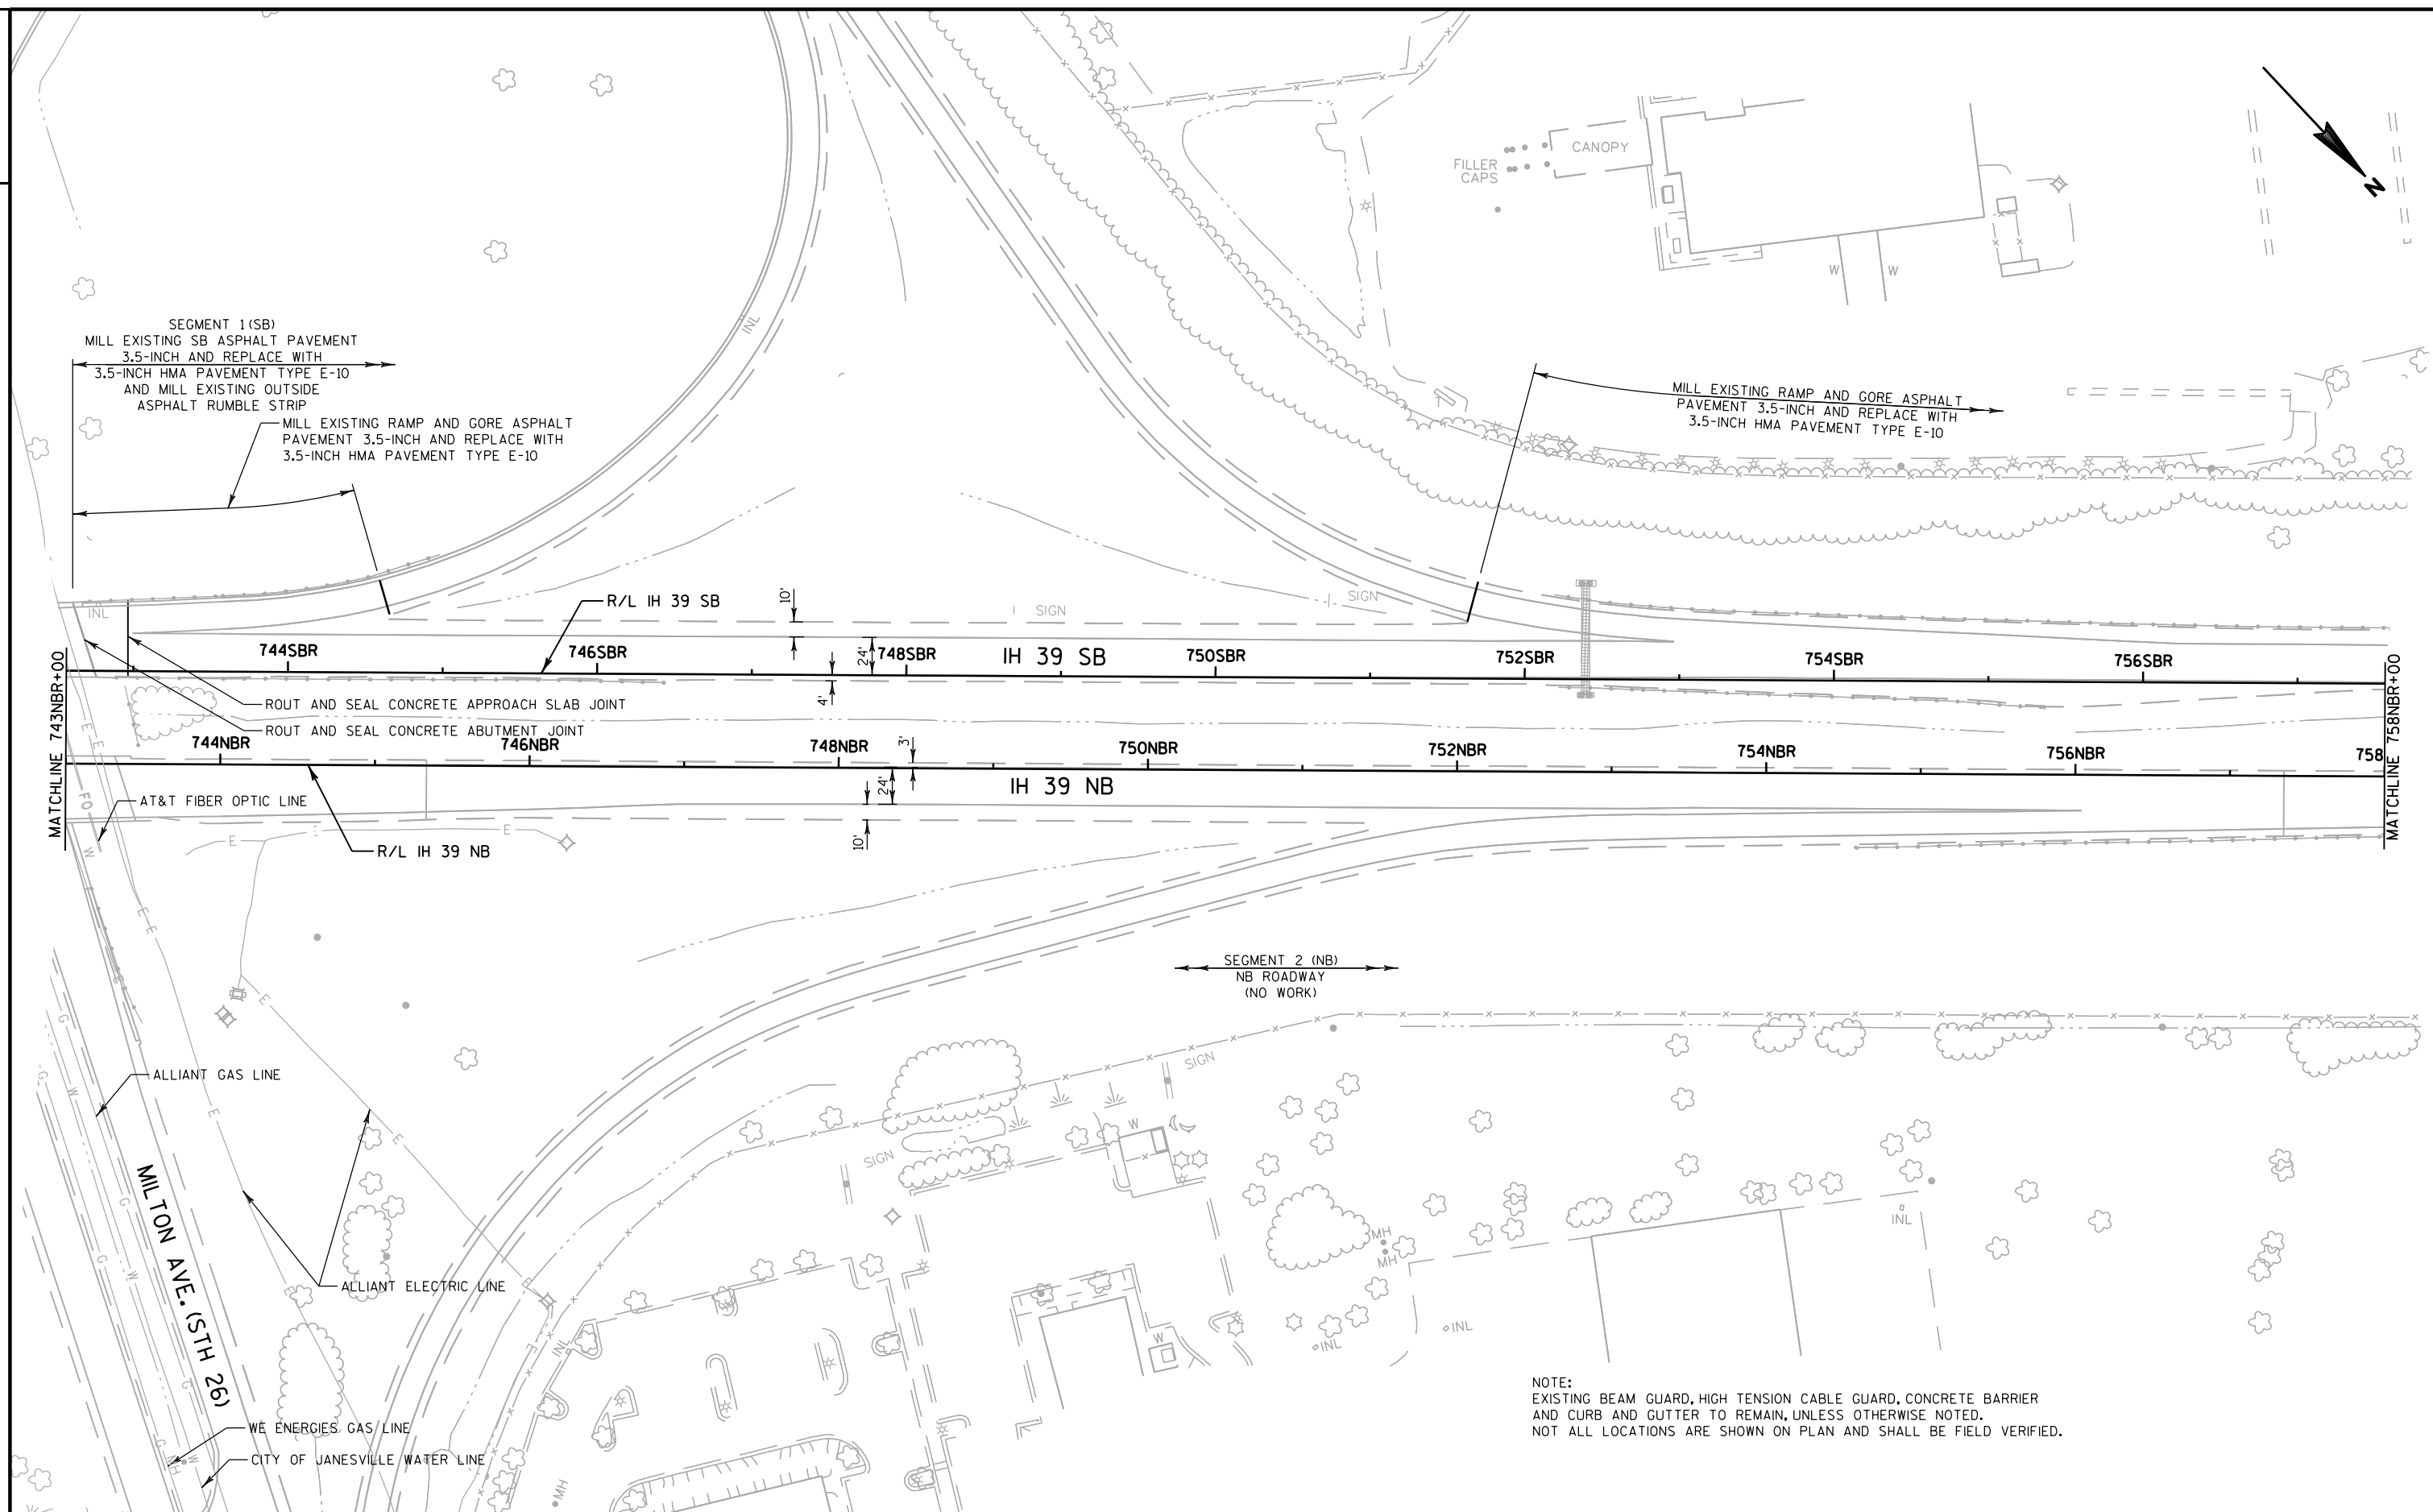 CANOPY
FILLER
CAPS
N
W
W
INL
SEGMENT 1 (SB)
MILL EXISTING SB ASPHALT PAVEMENT
3.5-INCH AND REPLACE WITH
3.5-INCH HMA PAVEMENT TYPE E-10
AND MILL EXISTING OUTSIDE
ASPHALT RUMBLE STRIP
MILL EXISTING RAMP AND GORE ASPHALT
PAVEMENT 3.5-INCH AND REPLACE WITH
3.5-INCH HMA PAVEMENT TYPE E-10
MILL EXISTING RAMP AND GORE ASPHALT
PAVEMENT 3.5-INCH AND REPLACE WITH
3.5-INCH HMA PAVEMENT TYPE E-10
INL
R/L IH 39 SB
10'
SIGN
SIGN
744SBR
746SBR
24'
748SBR
IH 39 SB
750SBR
752SBR
754SBR
756SBR
MATCHLINE 743NBR+00
MATCHLINE 758NBR+00
4'
ROUT AND SEAL CONCRETE APPROACH SLAB JOINT
ROUT AND SEAL CONCRETE ABUTMENT JOINT
E
E
744NBR
746NBR
748NBR
3'
750NBR
752NBR
754NBR
756NBR
758
24'
IH 39 NB
FO
AT&T FIBER OPTIC LINE
E
E
E
10'
W
R/L IH 39 NB
E
E
E
E
E
SEGMENT 2 (NB)
NB ROADWAY
(NO WORK)
G
G
SIGN
ALLIANT GAS LINE
W
W
G
E
E
SIGN
MILTON AVE. (STH 26)
G
W
G
W
INL
MH
MH
ALLIANT ELECTRIC LINE
E
E
E
INL
W
INL
INL
G
W
NOTE:
EXISTING BEAM GUARD, HIGH TENSION CABLE GUARD, CONCRETE BARRIER
AND CURB AND GUTTER TO REMAIN, UNLESS OTHERWISE NOTED.
NOT ALL LOCATIONS ARE SHOWN ON PLAN AND SHALL BE FIELD VERIFIED.
WE ENERGIES GAS LINE
G
W
MH
CITY OF JANESVILLE WATER LINE
MH